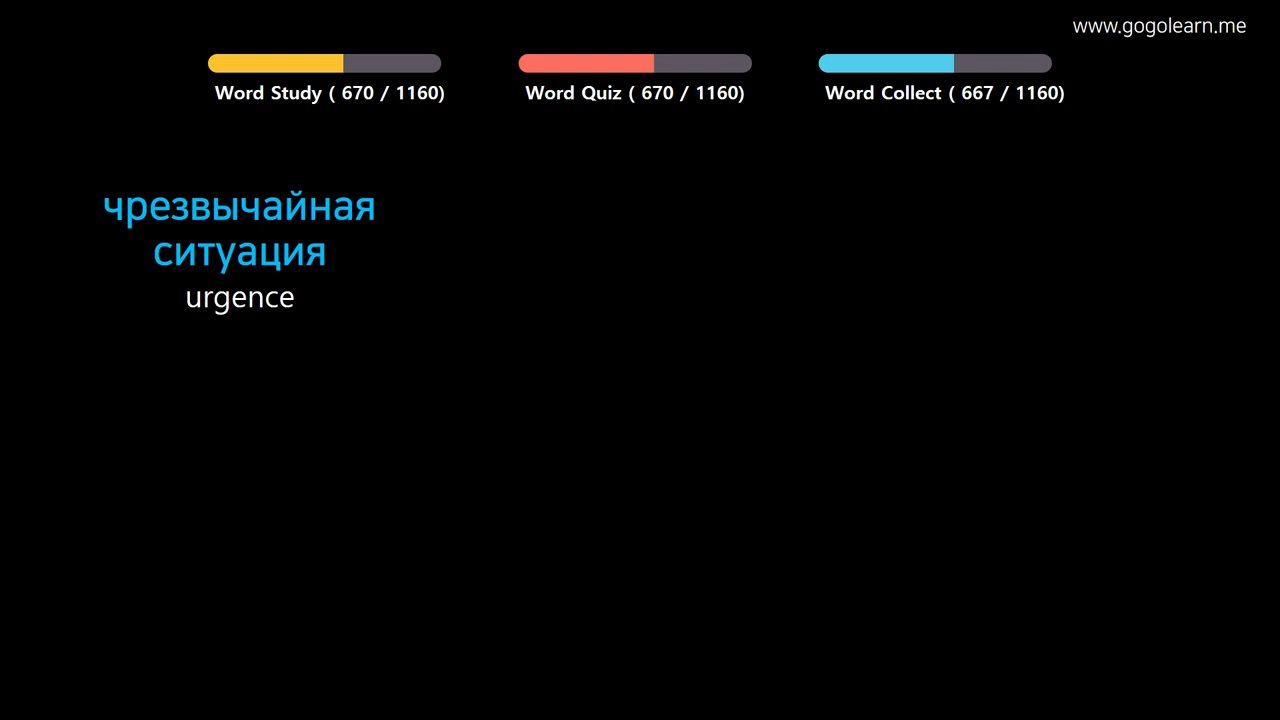 www.gogolearn.me
Word Study ( 670 / 1160)
Word Quiz ( 670 / 1160)
Word Collect ( 667 / 1160)
чрезвычайная
ситуация
urgence